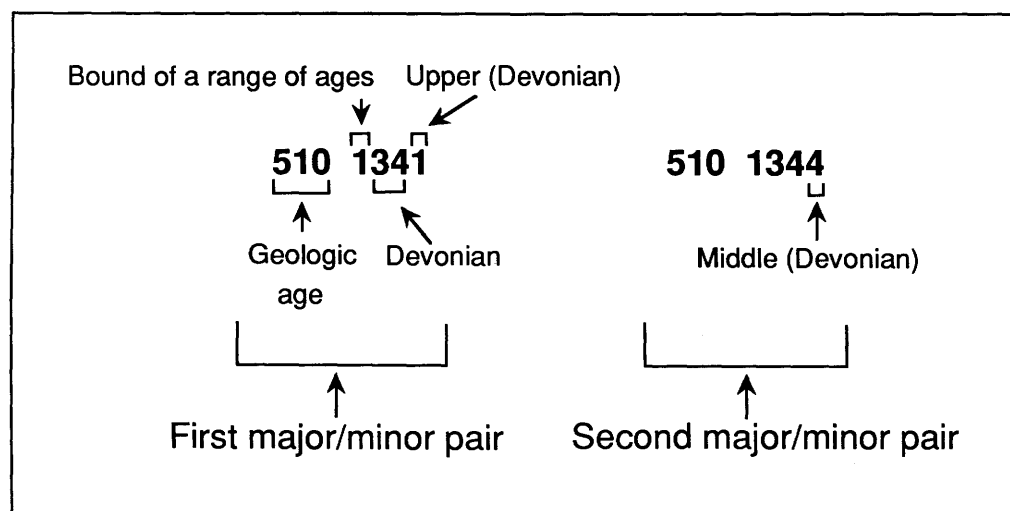 Bound of a range of ages Upper (Devonian)
510 1341 510 1344
Geologic Devonian Middle (Devonian)
age
First major/minor pair Second major/minor pair